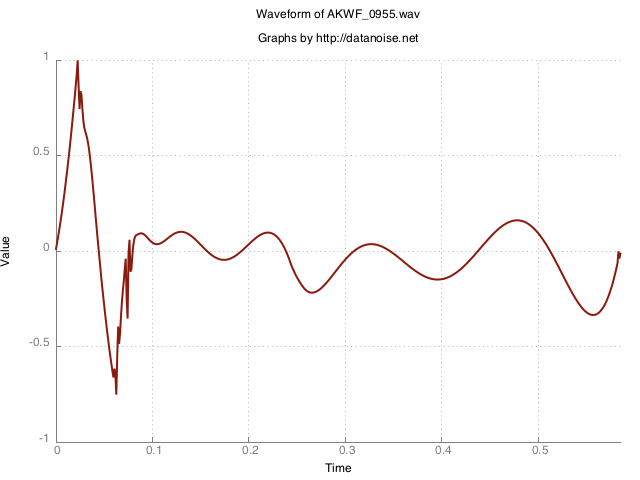 Waveform of AKWF_0955.wav
Graphs by http://datanoise.net
1
0.5
0
-0.5
-1
Value
0 0.1 0.2 0.3 0.4 0.5
Time